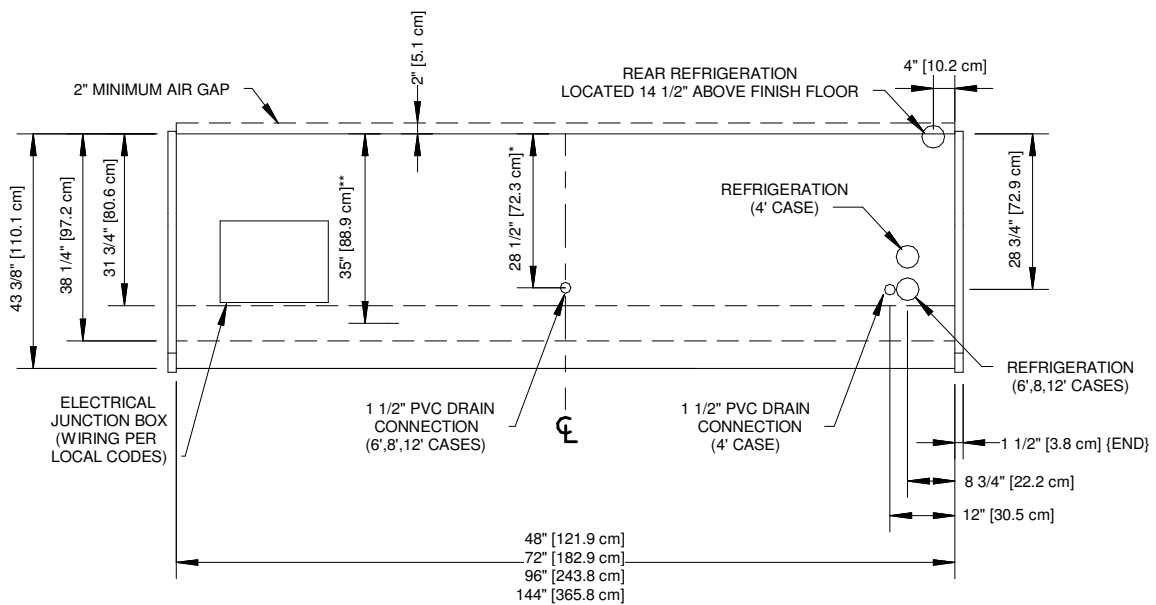 2" MINIMUM AIR GAP
2" [5.1 cm]
REAR REFRIGERATION
LOCATED 14 1/2" ABOVE FINISH FLOOR
4" [10.2 cm]
43 3/8" [110.1 cm]
38 1/4" [97.2 cm]
31 3/4" [80.6 cm]
35" [88.9 cm]**
28 1/2" [72.3 cm]*
REFRIGERATION
(4' CASE)
28 3/4" [72.9 cm]
ELECTRICAL
JUNCTION BOX
(WIRING PER
LOCAL CODES)
1 1/2" PVC DRAIN
CONNECTION
(6',8',12' CASES)
CL
1 1/2" PVC DRAIN
CONNECTION
(4' CASE)
REFRIGERATION
(6',8,12' CASES)
1 1/2" [3.8 cm] {END}
8 3/4" [22.2 cm]
12" [30.5 cm]
48" [121.9 cm]
72" [182.9 cm]
96" [243.8 cm]
144" [365.8 cm]